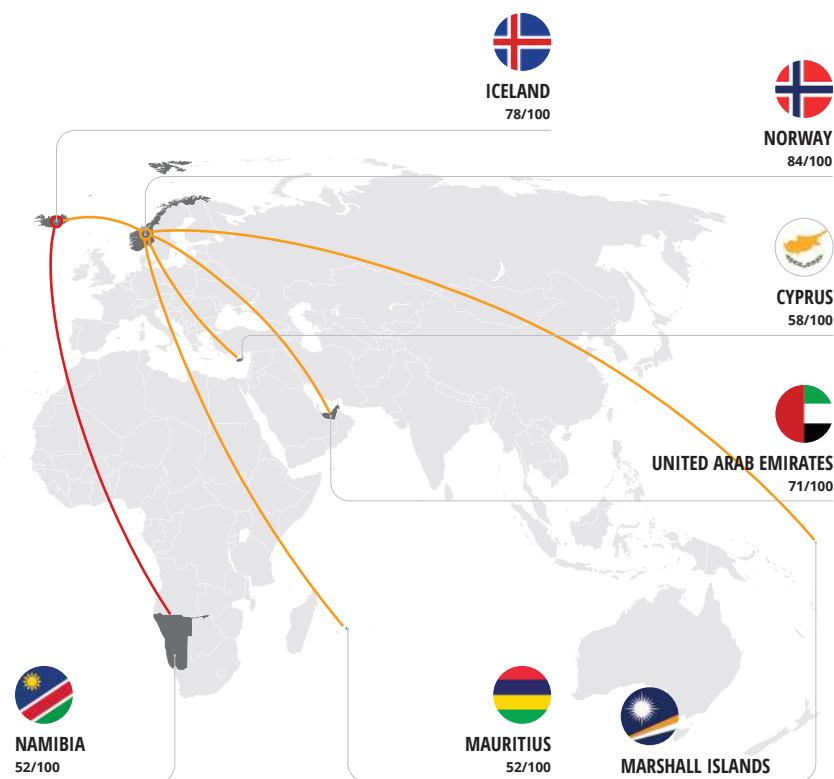 ICELAND
78/100
NORWAY
84/100
CYPRUS
58/100
UNITED ARAB EMIRATES
71/100
NAMIBIA
52/100
MAURITIUS
52/100
MARSHALL ISLANDS